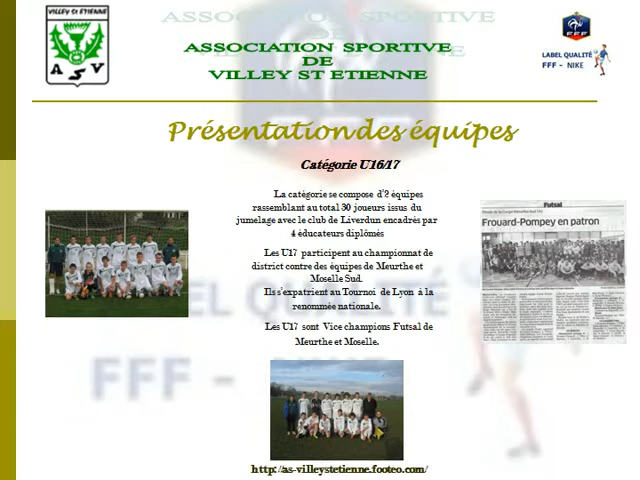 VILLEY St ETIENNE
A S V
ASSOCIATION SPORTIVE
DE
VILLEY ST ETIENNE
FFF
LABEL QUALITÉ
FFF - NIKE
Présentation des équipes
Catégorie U16/17
La catégorie se compose d'2 équipes
rassemblant au total 30 joueurs issus du
jumelage avec le club de Liverdun encadrés par
4 éducateurs diplômés
Les U17 participent au championnat de
district contre des équipes de Meurthe et
Moselle Sud.
Ils s'expatrient au Tournoi de Lyon à la
renommée nationale.
Les U17 sont Vice champions Futsal de
Meurthe et Moselle.
Futsal
Frouard-Pompey en patron
http://as-villeystetienne.footeo.com/